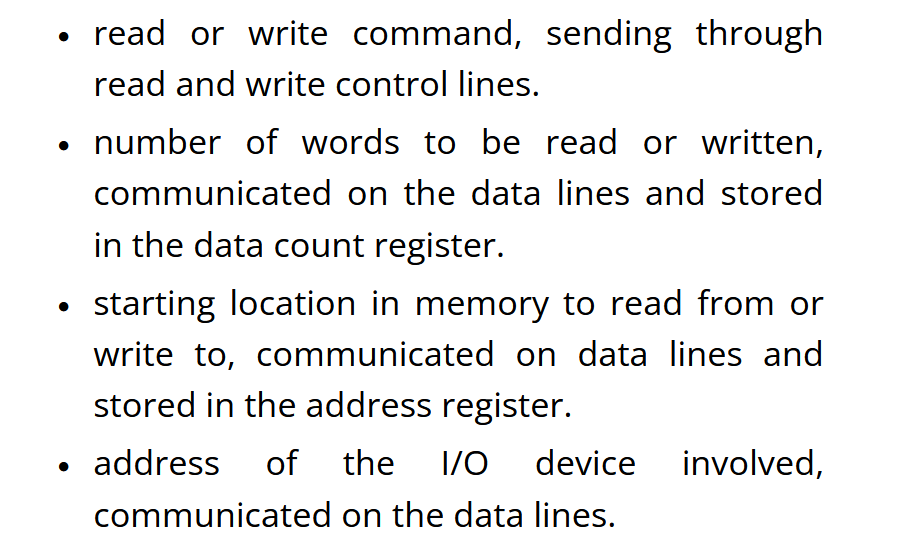 • read or write command, sending through
read and write control lines.
• number of words to be read or written,
communicated on the data lines and stored
in the data count register.
• starting location in memory to read from or
write to, communicated on data lines and
stored in the address register.
• address of the I/O device involved,
communicated on the data lines.